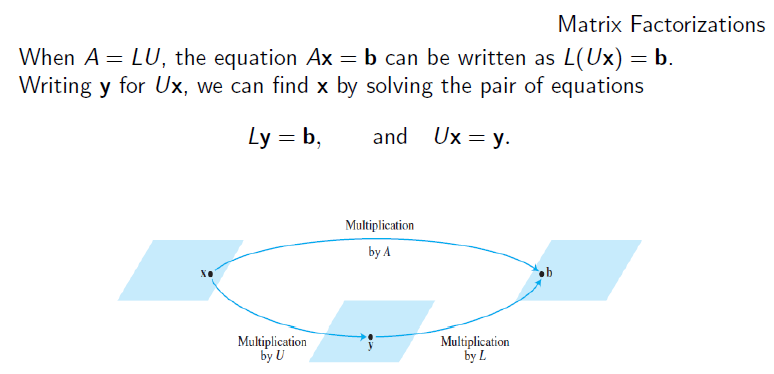 Matrix Factorizations
When A = LU, the equation Ax = b can be written as L(Ux) = b.
Writing y for Ux, we can find x by solving the pair of equations
Ly = b, and Ux = y.
Multiplication
by A
x
b
y
Multiplication
by U
Multiplication
by L